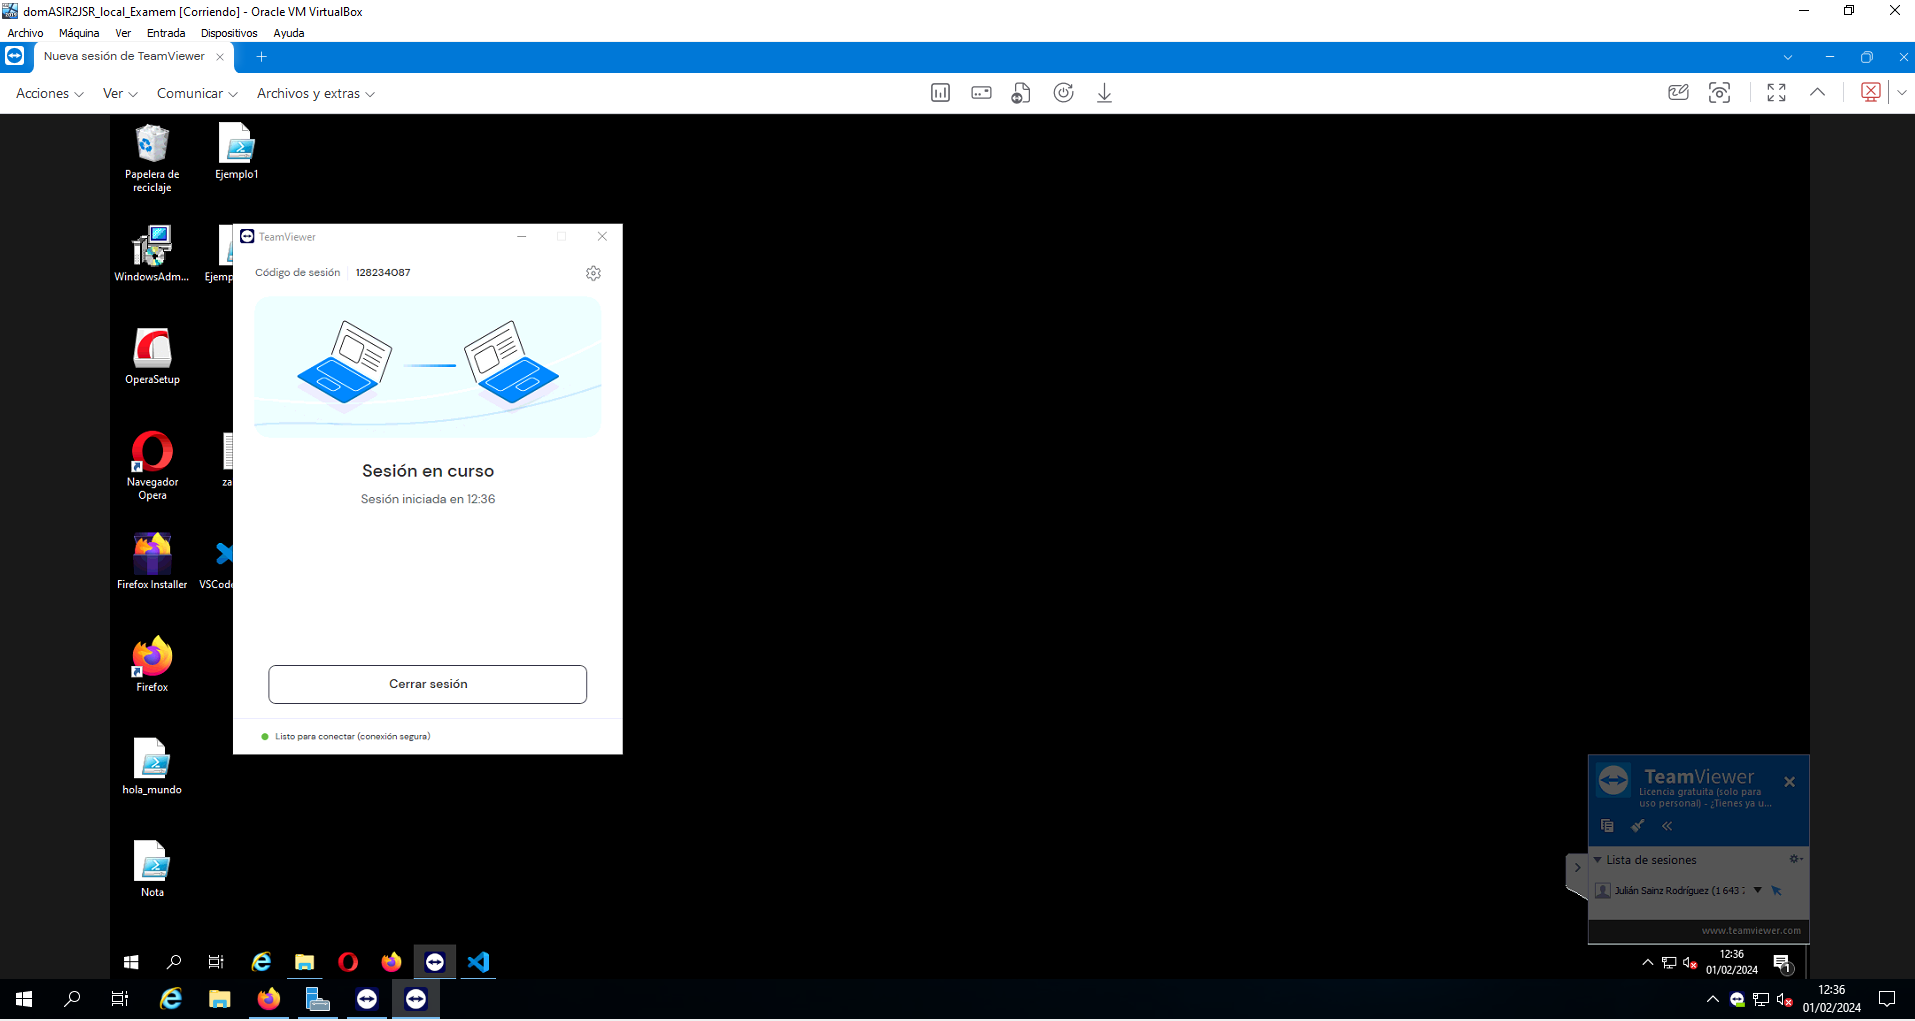 domASIR2JSR_local_Examem [Corriendo] - Oracle VM VirtualBox
Archivo Máquina Ver Entrada Dispositivos Ayuda
Nueva sesión de TeamViewer
Acciones Ver Comunicar Archivos y extras
Papelera de
reciclaje
Ejemplo1
WindowsAdm...
Ejemp
OperaSetup
Navegador
Opera
za
Firefox Installer
VSCode
Firefox
hola_mundo
Nota
TeamViewer
Código de sesión 128234087
Sesión en curso
Sesión iniciada en 12:36
Cerrar sesión
Listo para conectar (conexión segura)
TeamViewer
Licencia gratuita (solo para
uso personal) - ¿Tienes ya u...
Lista de sesiones
Julián Sainz Rodríguez (1 643
www.teamviewer.com
12:36
01/02/2024
1
12:36
01/02/2024